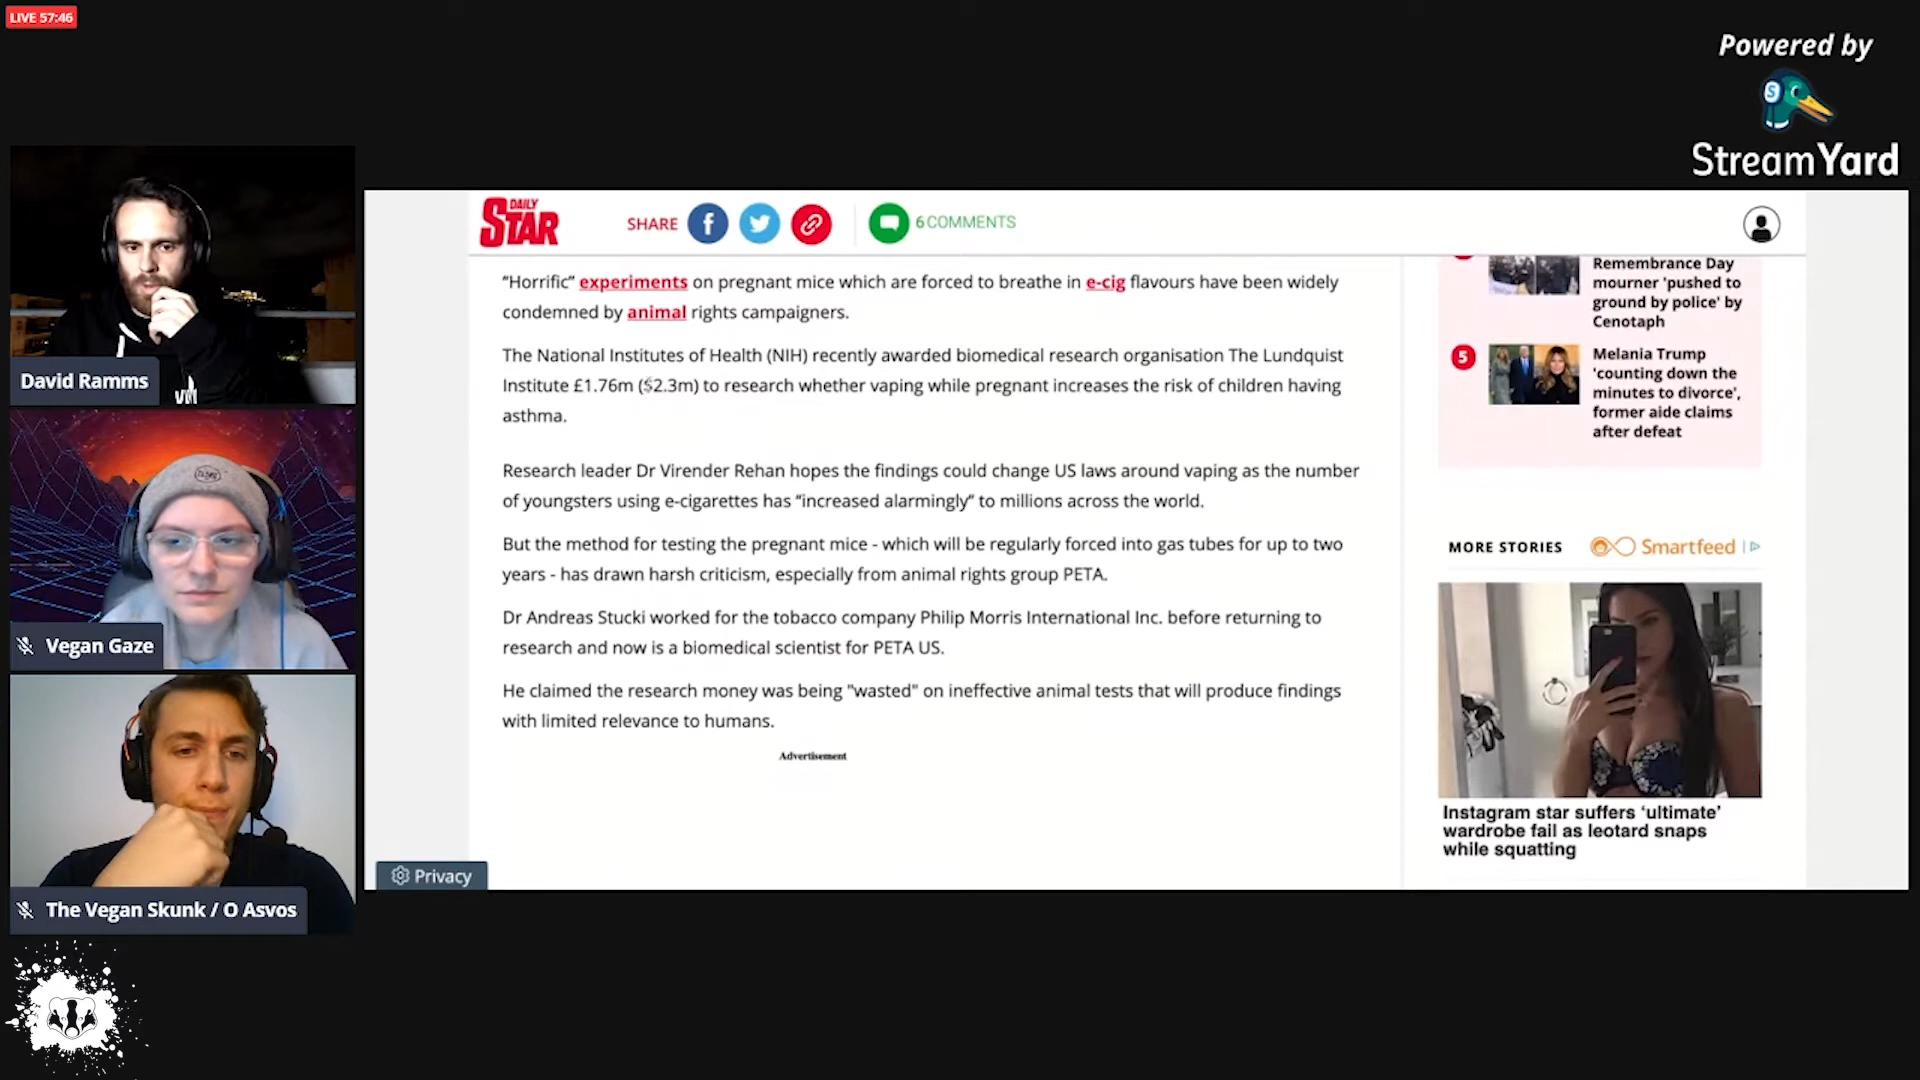 LIVE 57:46
Powered by
StreamYard
David Ramms
Vegan Gaze
The Vegan Skunk / O Asvos
DAILY
STAR
SHARE
6 COMMENTS
"Horrific" experiments on pregnant mice which are forced to breathe in e-cig flavours have been widely
condemned by animal rights campaigners.
The National Institutes of Health (NIH) recently awarded biomedical research organisation The Lundquist
Institute £1.76m ($2.3m) to research whether vaping while pregnant increases the risk of children having
asthma.
Research leader Dr Virender Rehan hopes the findings could change US laws around vaping as the number
of youngsters using e-cigarettes has "increased alarmingly" to millions across the world.
But the method for testing the pregnant mice - which will be regularly forced into gas tubes for up to two
years - has drawn harsh criticism, especially from animal rights group PETA.
Dr Andreas Stucki worked for the tobacco company Philip Morris International Inc. before returning to
research and now is a biomedical scientist for PETA US.
He claimed the research money was being "wasted" on ineffective animal tests that will produce findings
with limited relevance to humans.
Advertisement
Privacy
Remembrance Day
mourner 'pushed to
ground by police' by
Cenotaph
5
Melania Trump
'counting down the
minutes to divorce',
former aide claims
after defeat
MORE STORIES
Smartfeed
Instagram star suffers 'ultimate'
wardrobe fail as leotard snaps
while squatting